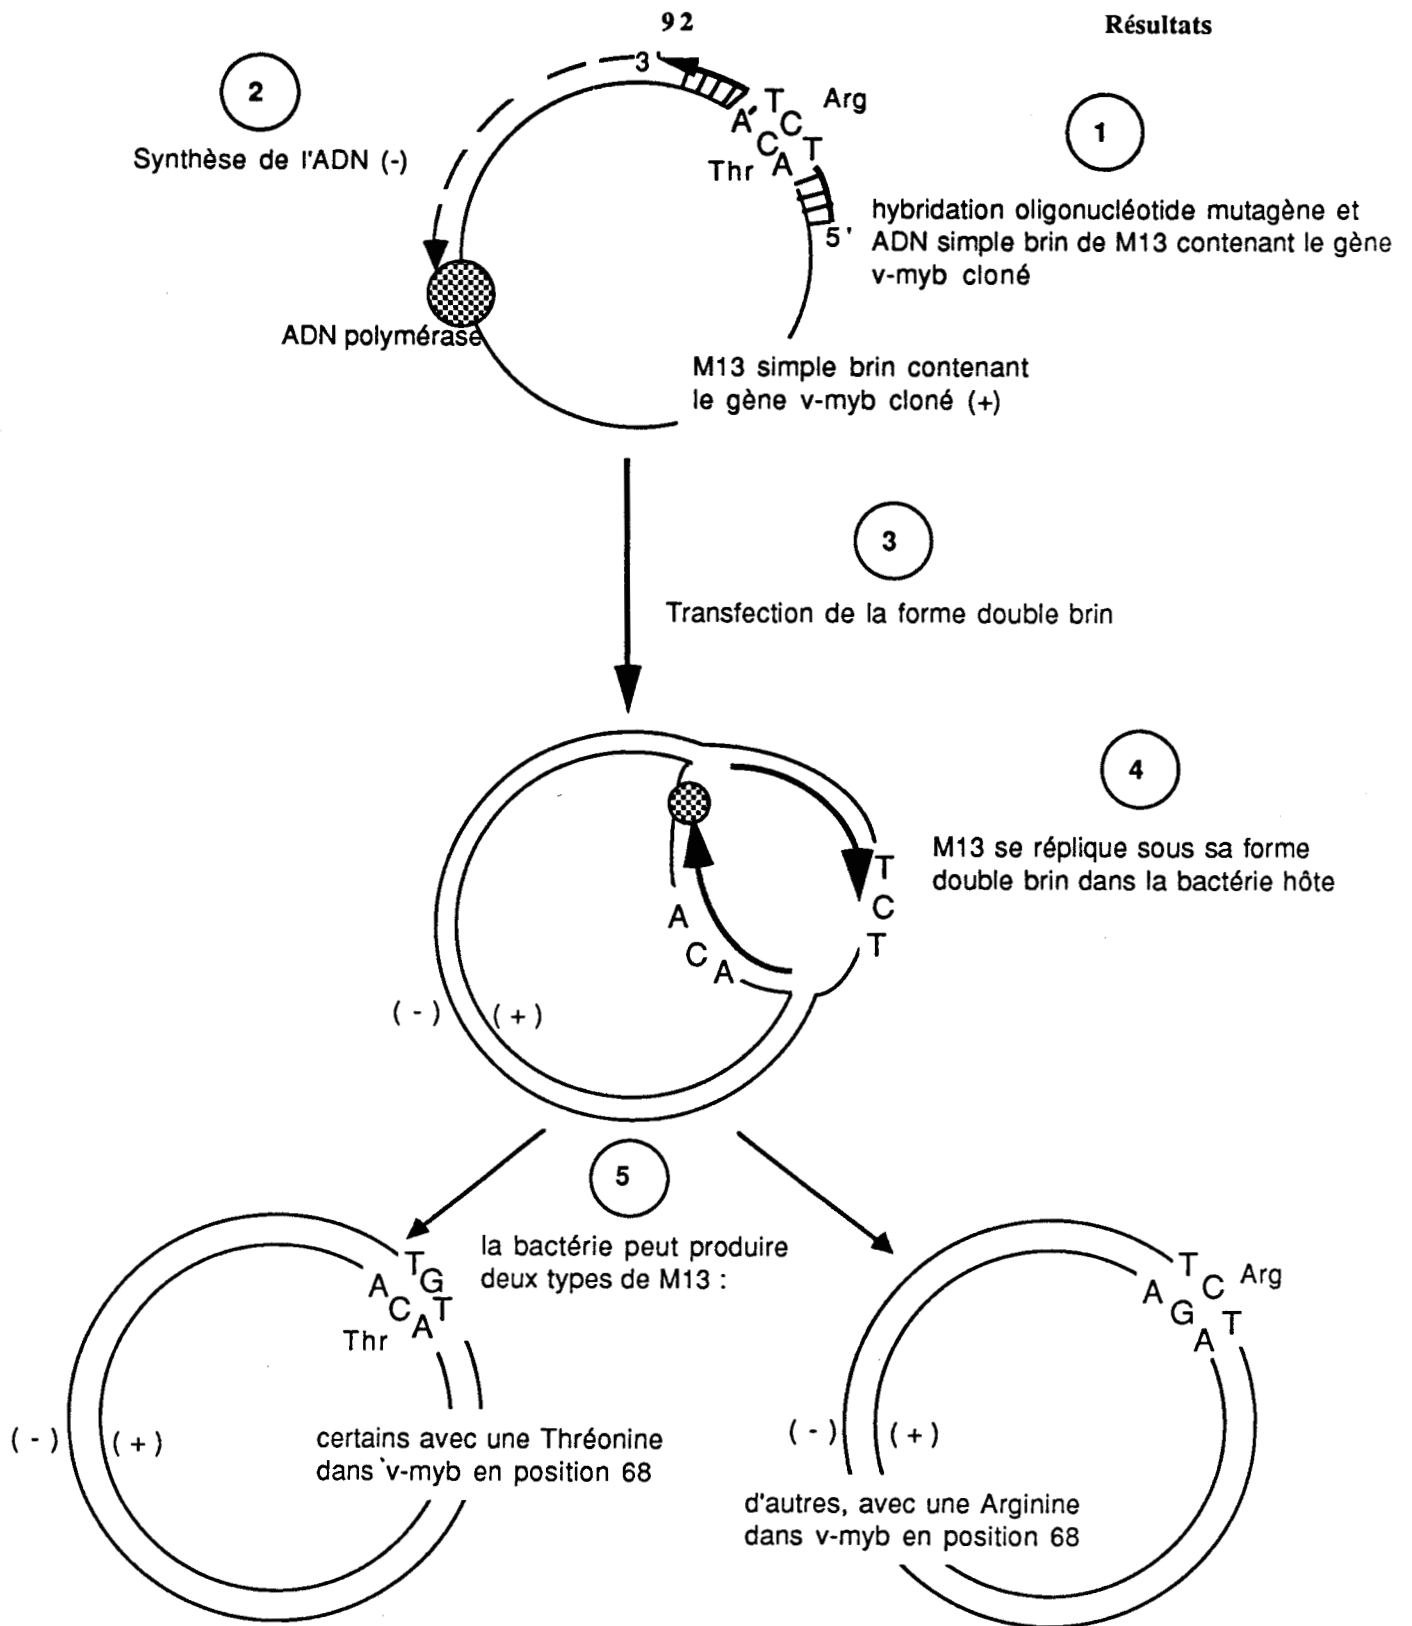 92
Résultats
2
Synthèse de l'ADN (-)
3'
A T
C C
A T
Arg
Thr
5'
1
hybridation oligonucléotide mutagène et
ADN simple brin de M13 contenant le gène
v-myb cloné
ADN polymérase
M13 simple brin contenant
le gène v-myb cloné (+)
3
Transfection de la forme double brin
4
M13 se réplique sous sa forme
double brin dans la bactérie hôte
T
C
T
A
C
A
( - )
( + )
5
la bactérie peut produire
deux types de M13 :
T
G
T
A
C
A
Thr
( - )
( + )
certains avec une Thréonine
dans v-myb en position 68
T
C
T
Arg
A
G
A
( - )
( + )
d'autres, avec une Arginine
dans v-myb en position 68